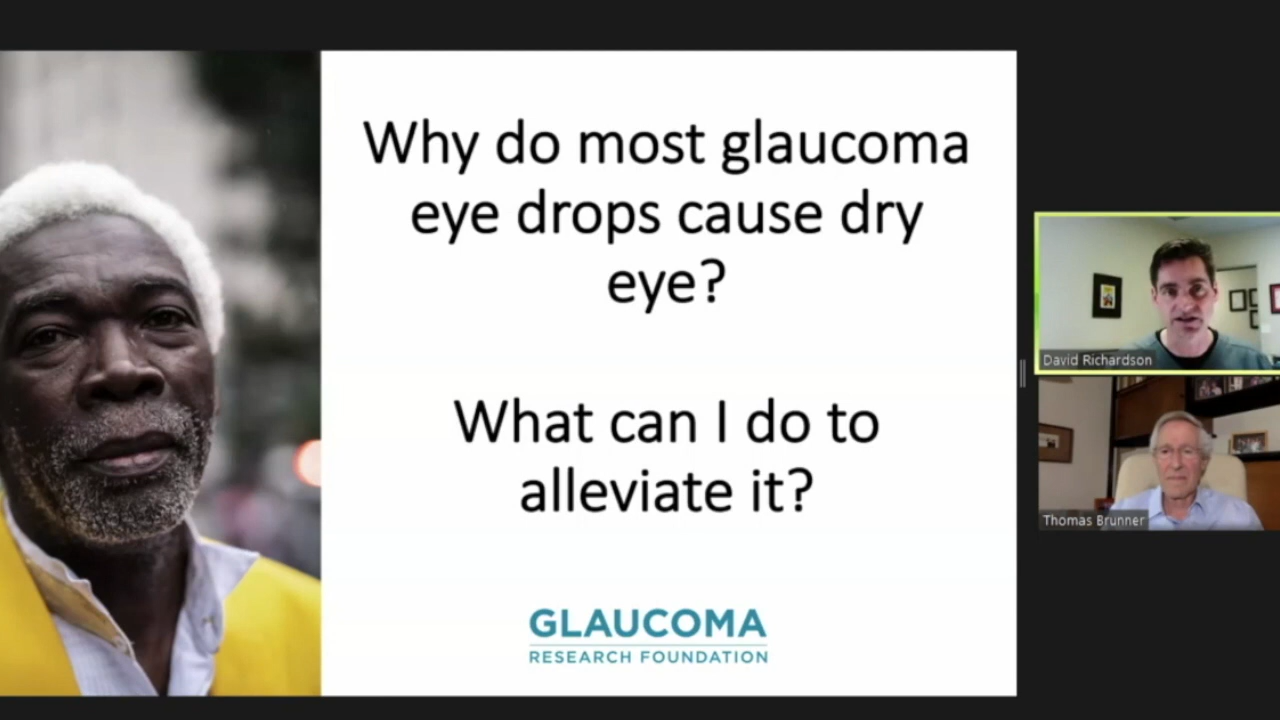 Why do most glaucoma
eye drops cause dry
eye?
What can I do to
alleviate it?
GLAUCOMA
RESEARCH FOUNDATION
David Richardson
Thomas Brunner